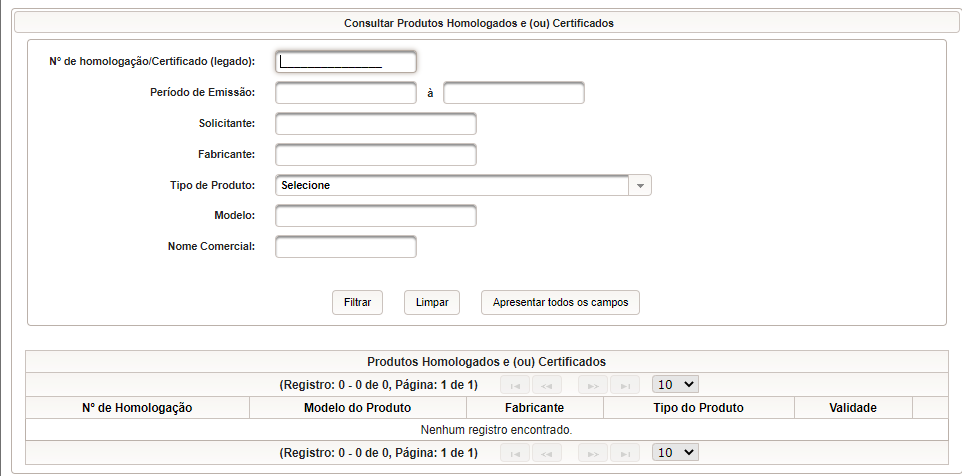 Consultar Produtos Homologados e (ou) Certificados
Nº de homologação/Certificado (legado): _______________
Período de Emissão: à
Solicitante:
Fabricante:
Tipo de Produto: Selecione
Modelo:
Nome Comercial:
Filtrar Limpar Apresentar todos os campos
Produtos Homologados e (ou) Certificados
(Registro: 0 - 0 de 0, Página: 1 de 1) 10
Nº de Homologação Modelo do Produto Fabricante Tipo do Produto Validade
Nenhum registro encontrado.
(Registro: 0 - 0 de 0, Página: 1 de 1) 10